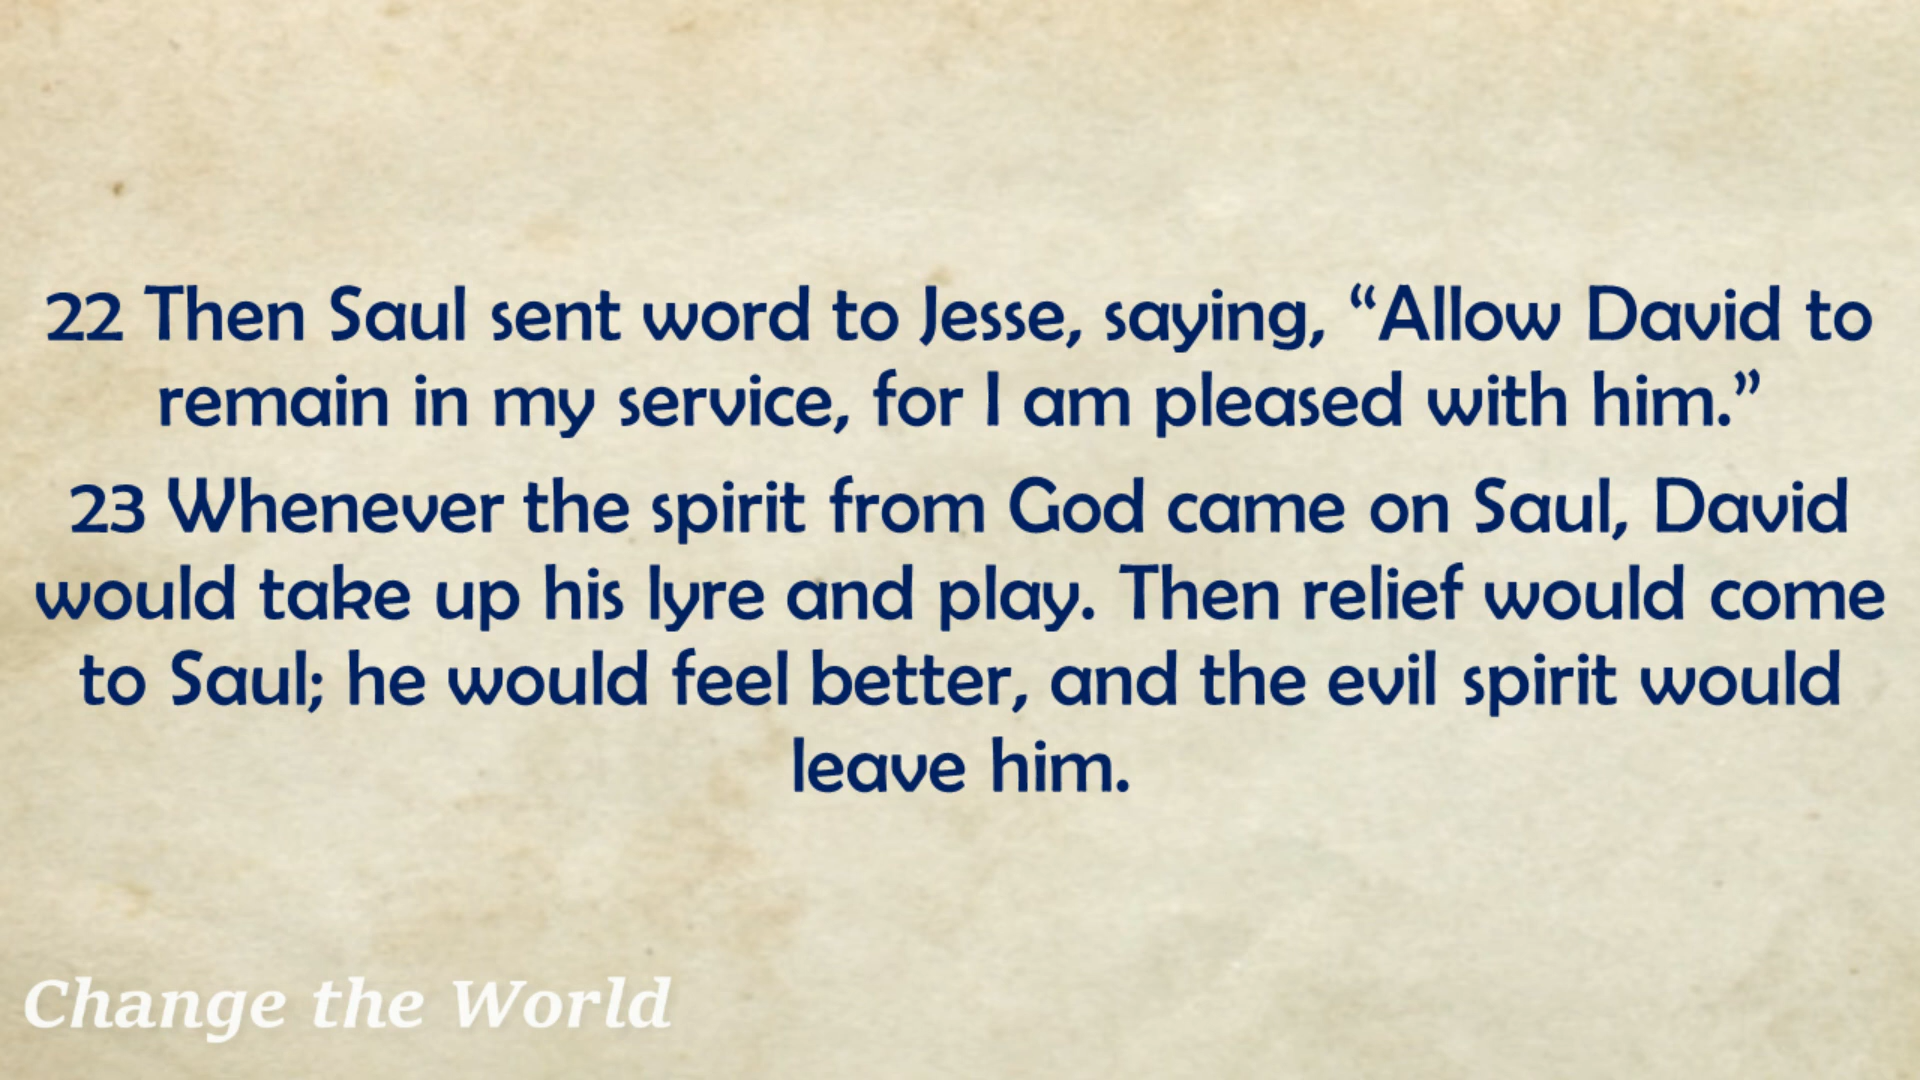 22 Then Saul sent word to Jesse, saying, “Allow David to
remain in my service, for I am pleased with him.”
23 Whenever the spirit from God came on Saul, David
would take up his lyre and play. Then relief would come
to Saul; he would feel better, and the evil spirit would
leave him.
Change the World